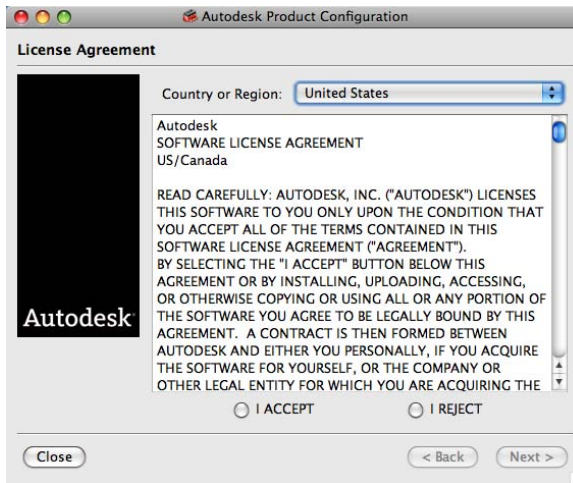 Autodesk Product Configuration
License Agreement
Country or Region: United States
Autodesk
SOFTWARE LICENSE AGREEMENT
US/Canada
READ CAREFULLY: AUTODESK, INC. ("AUTODESK") LICENSES
THIS SOFTWARE TO YOU ONLY UPON THE CONDITION THAT
YOU ACCEPT ALL OF THE TERMS CONTAINED IN THIS
SOFTWARE LICENSE AGREEMENT ("AGREEMENT").
BY SELECTING THE "I ACCEPT" BUTTON BELOW THIS
AGREEMENT OR BY INSTALLING, UPLOADING, ACCESSING,
OR OTHERWISE COPYING OR USING ALL OR ANY PORTION OF
THE SOFTWARE YOU AGREE TO BE LEGALLY BOUND BY THIS
AGREEMENT.  A CONTRACT IS THEN FORMED BETWEEN
AUTODESK AND EITHER YOU PERSONALLY, IF YOU ACQUIRE
THE SOFTWARE FOR YOURSELF, OR THE COMPANY OR
OTHER LEGAL ENTITY FOR WHICH YOU ARE ACQUIRING THE
Autodesk
I ACCEPT
I REJECT
Close
< Back
Next >